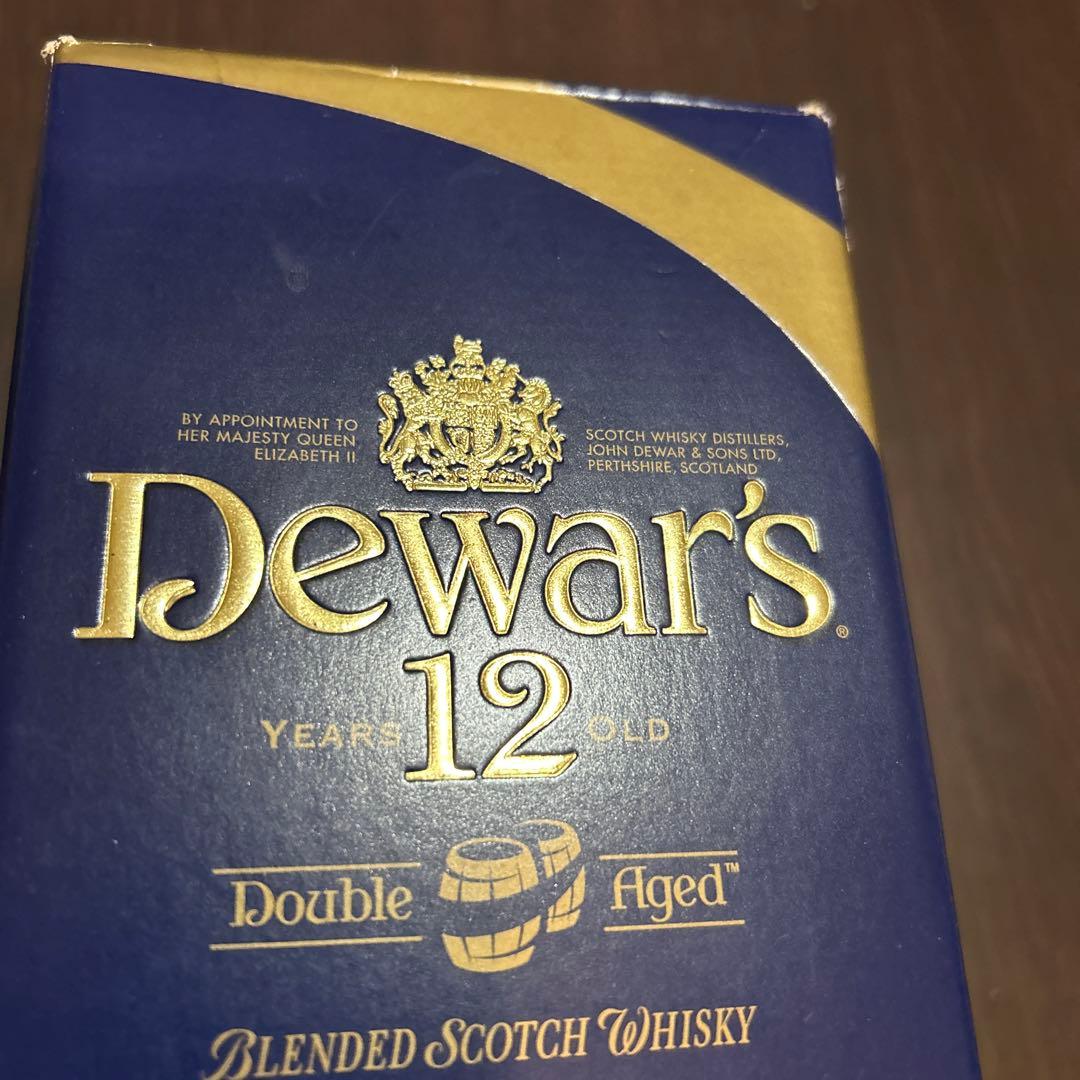 BY APPOINTMENT TO
HER MAJESTY QUEEN
ELIZABETH II
SCOTCH WHISKY DISTILLERS,
JOHN DEWAR & SONS LTD,
PERTHSHIRE, SCOTLAND
Dewar's®
YEARS 12 OLD
Double Aged™
BLENDED SCOTCH WHISKY